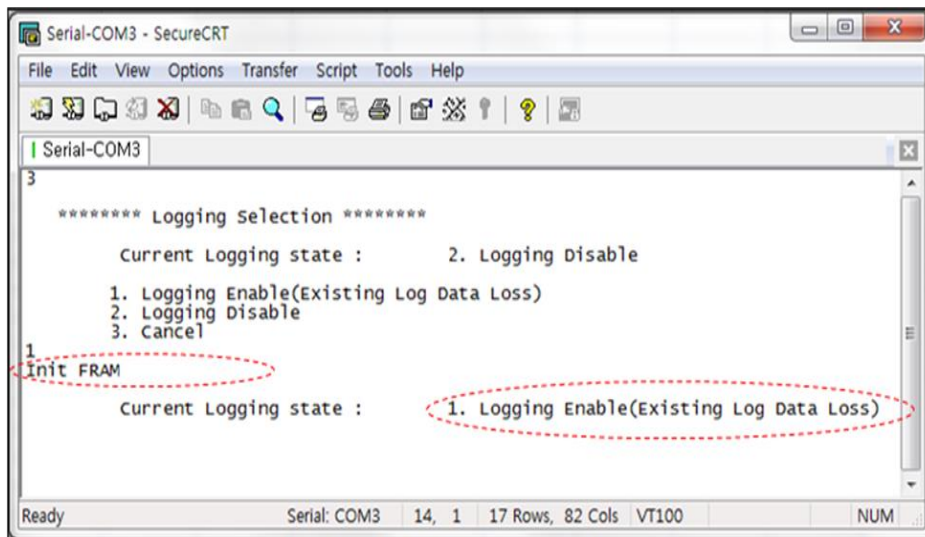 Serial-COM3 - SecureCRT
File Edit View Options Transfer Script Tools Help
Serial-COM3
3
******** Logging Selection ********
Current Logging state : 2. Logging Disable
1. Logging Enable(Existing Log Data Loss)
2. Logging Disable
3. Cancel
1
Init FRAM
Current Logging state : 1. Logging Enable(Existing Log Data Loss)
Ready Serial: COM3 14, 1 17 Rows, 82 Cols VT100 NUM